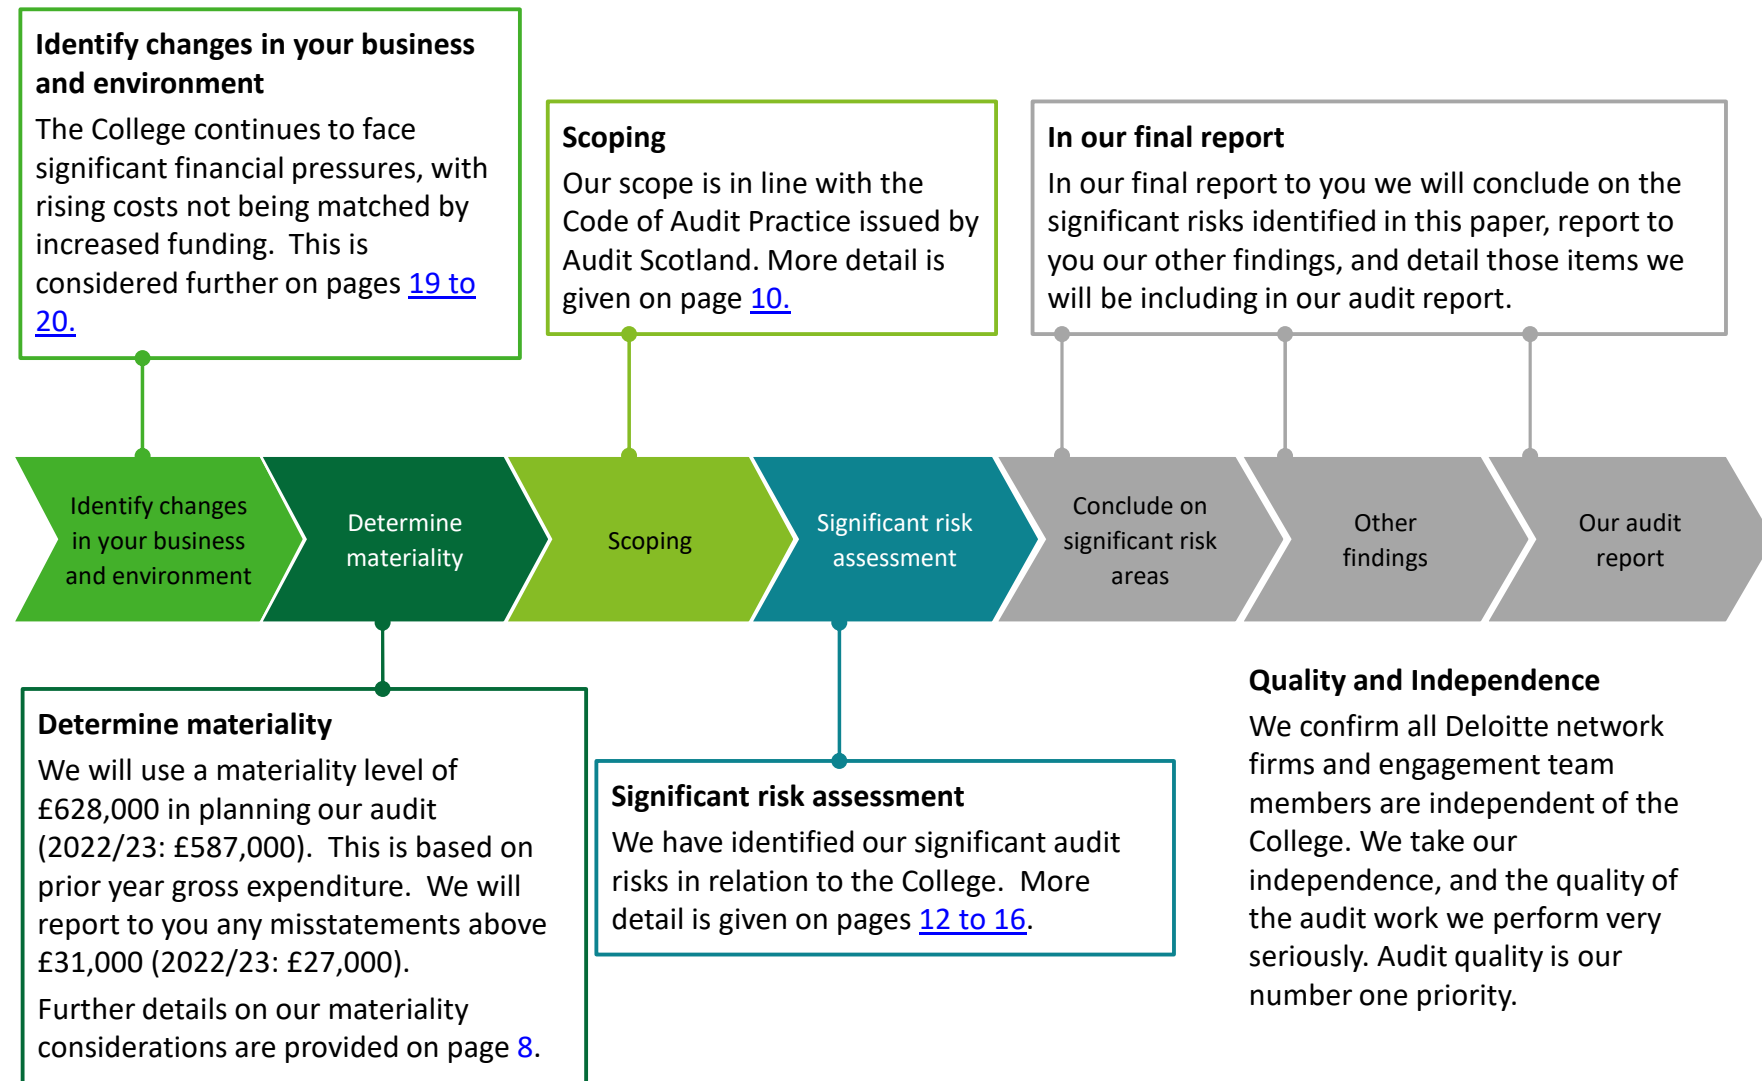 Identify changes in your business
and environment
The College continues to face
significant financial pressures, with
rising costs not being matched by
increased funding.  This is
considered further on pages 19 to
20.
Scoping
Our scope is in line with the
Code of Audit Practice issued by
Audit Scotland. More detail is
given on page 10.
In our final report
In our final report to you we will conclude on the
significant risks identified in this paper, report to
you our other findings, and detail those items we
will be including in our audit report.
Identify changes
in your business
and environment
Determine
materiality
Scoping
Significant risk
assessment
Conclude on
significant risk
areas
Other
findings
Our audit
report
Determine materiality
We will use a materiality level of
£628,000 in planning our audit
(2022/23: £587,000).  This is based on
prior year gross expenditure.  We will
report to you any misstatements above
£31,000 (2022/23: £27,000).
Further details on our materiality
considerations are provided on page 8.
Significant risk assessment
We have identified our significant audit
risks in relation to the College.  More
detail is given on pages 12 to 16.
Quality and Independence
We confirm all Deloitte network
firms and engagement team
members are independent of the
College. We take our
independence, and the quality of
the audit work we perform very
seriously. Audit quality is our
number one priority.